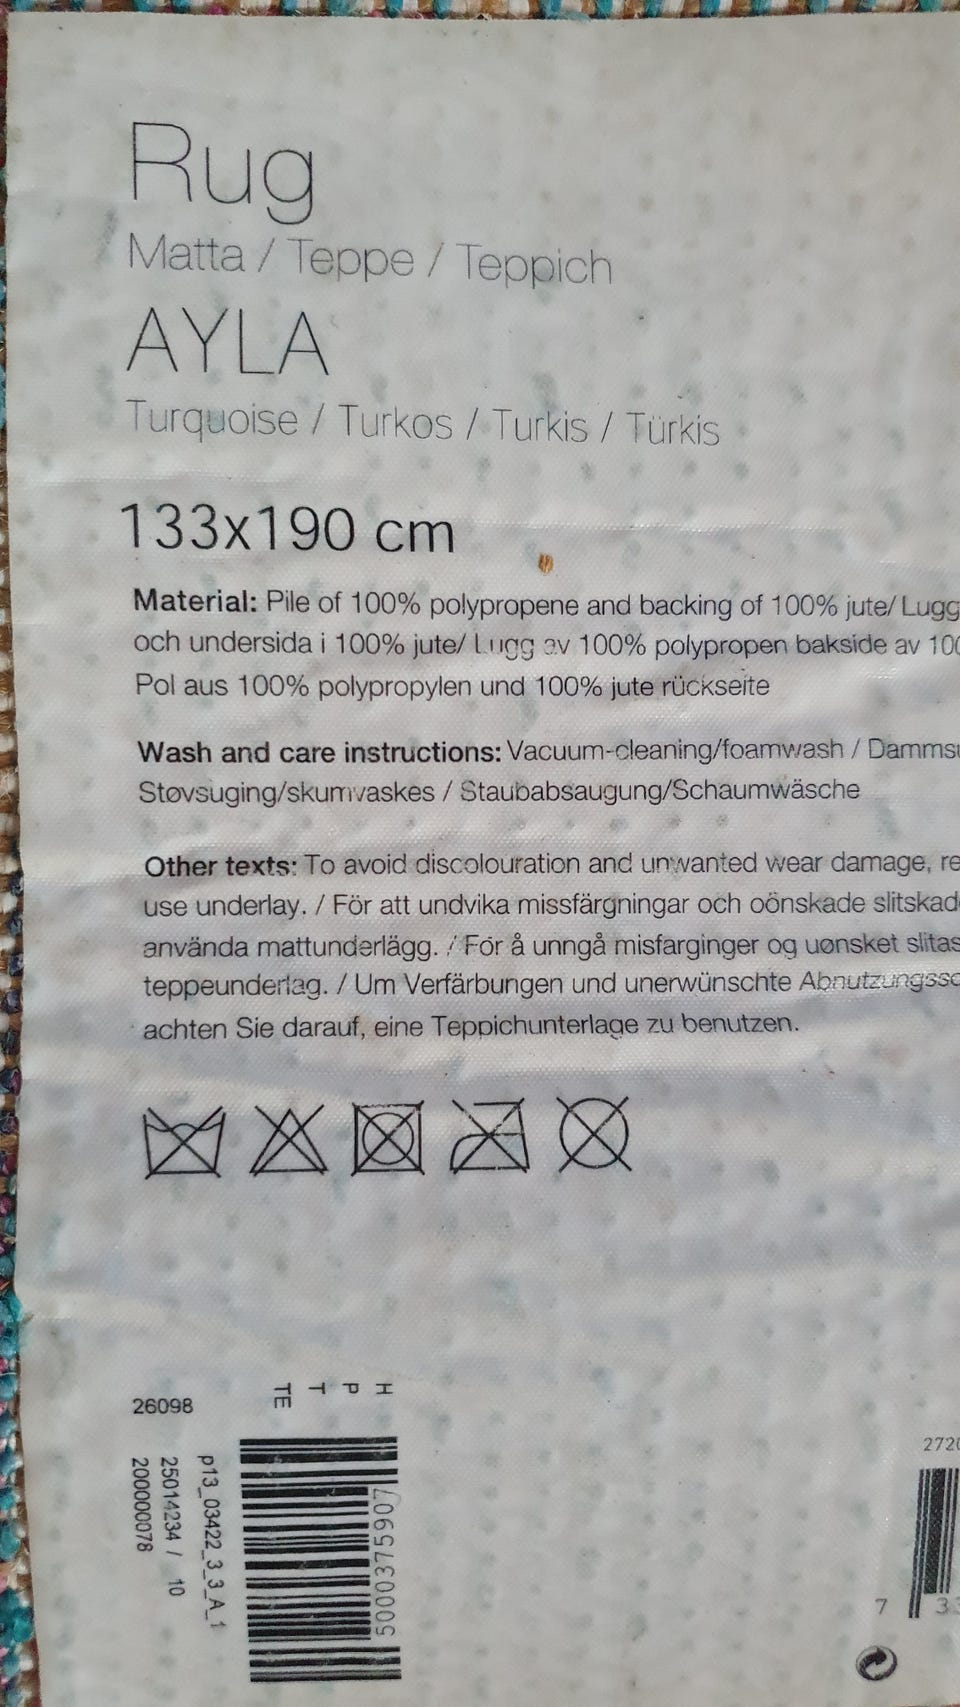 Rug
Matta / Teppe / Teppich
AYLA
Turquoise / Turkos / Turkis / Türkis
133x190 cm
Material: Pile of 100% polypropene and backing of 100% jute/ Lugg
och undersida i 100% jute/ Lugg av 100% polypropen bakside av 100
Pol aus 100% polypropylen und 100% jute rückseite
Wash and care instructions: Vacuum-cleaning/foamwash / Dammsu
Støvsuging/skumvaskes / Staubabsaugung/Schaumwäsche
Other texts: To avoid discolouration and unwanted wear damage, re
use underlay. / För att undvika missfärgningar och oönskade slitskad
använda mattunderlägg. / For å unngå misfarginger og uønsket slitas
teppeunderlag. / Um Verfärbungen und unerwünschte Abnutzungssc
achten Sie darauf, eine Teppichunterlage zu benutzen.
26098
H
P
T
TE
p13_03422_3_3_A_1
25014234 / 10
200000078
2720
7 33